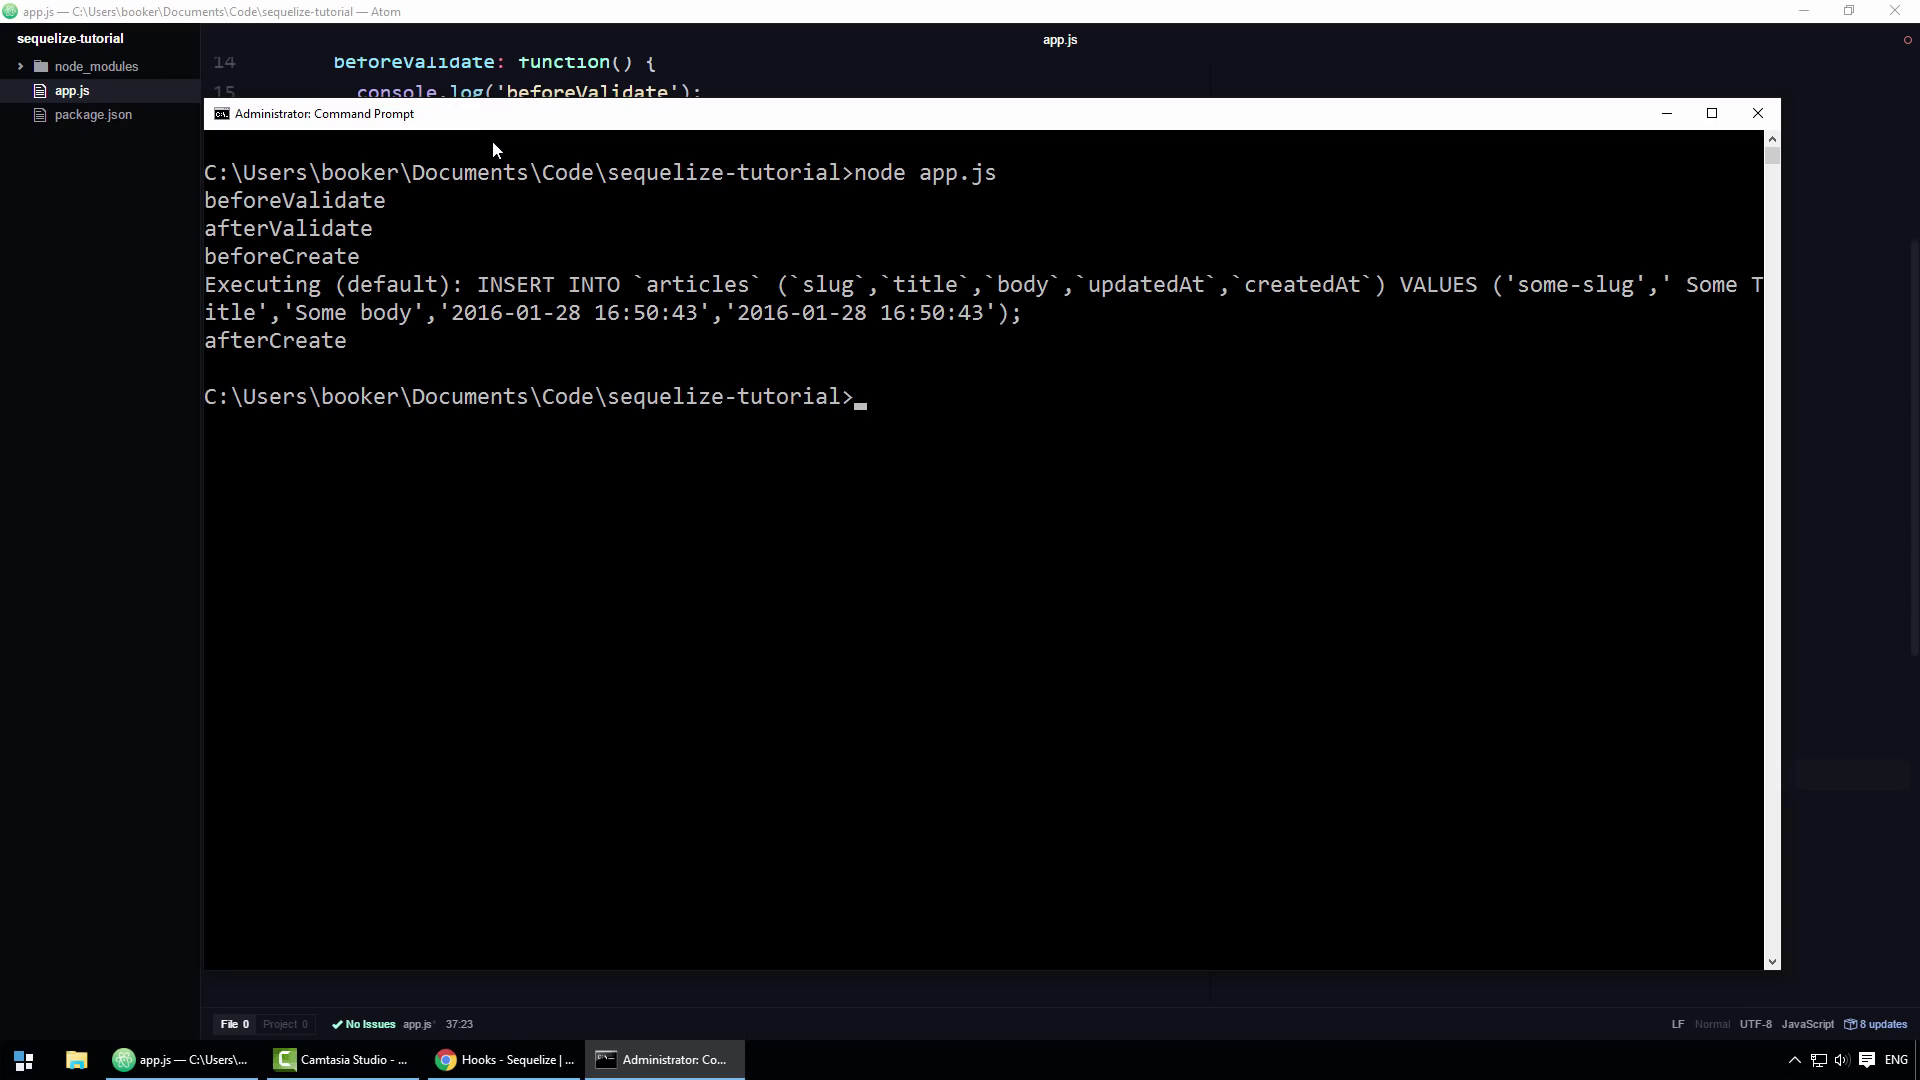 app.js — C:\Users\booker\Documents\Code\sequelize-tutorial — Atom
sequelize-tutorial
app.js
node_modules
app.js
package.json
14 beforeValidate: function() {
15 console.log('beforeValidate');
Administrator: Command Prompt
C:\Users\booker\Documents\Code\sequelize-tutorial>node app.js
beforeValidate
afterValidate
beforeCreate
Executing (default): INSERT INTO `articles` (`slug`,`title`,`body`,`updatedAt`,`createdAt`) VALUES ('some-slug',' Some T
itle','Some body','2016-01-28 16:50:43','2016-01-28 16:50:43');
afterCreate
C:\Users\booker\Documents\Code\sequelize-tutorial>
File 0 Project 0 No Issues app.js* 37:23 LF Normal UTF-8 JavaScript 8 updates
app.js — C:\Users\... Camtasia Studio - ... Hooks - Sequelize | ... Administrator: Co... ENG